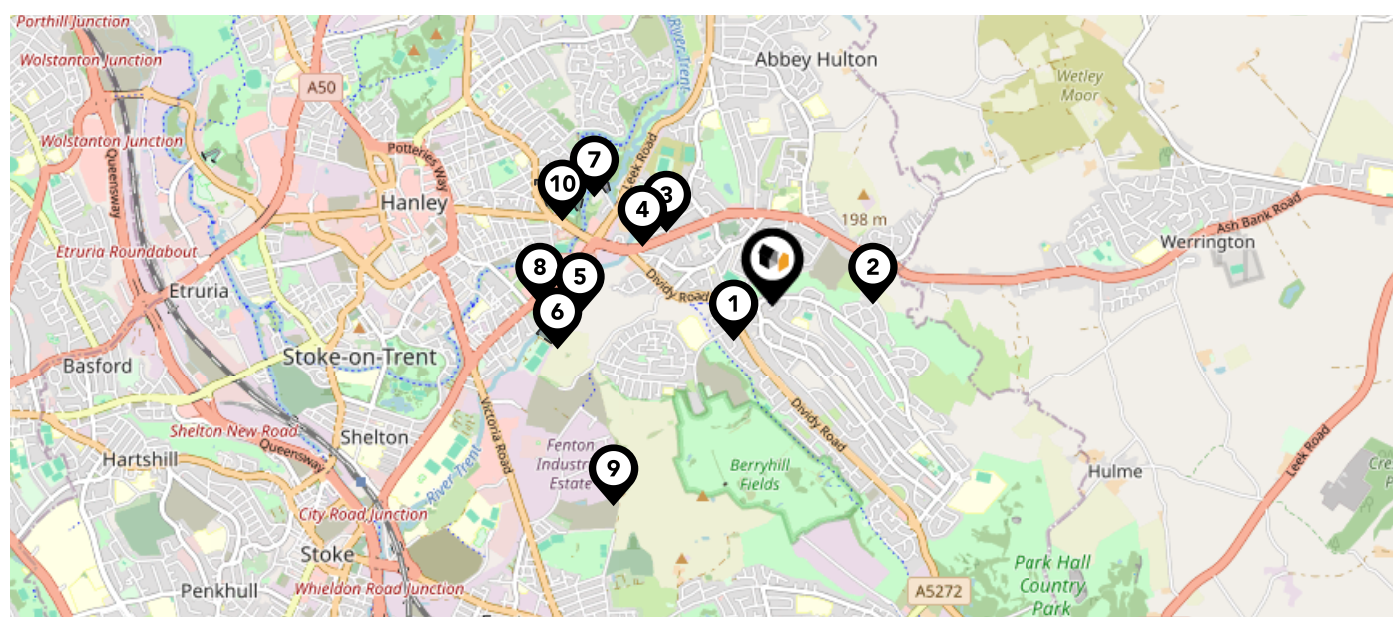 Porthill Junction
Wolstanton Junction
A50
Abbey Hulton
River Trent
Wetley
Moor
Wolstanton Junction
Queensway
Potteries Way
Leek Road
7
10
3
4
Hanley
198 m
Ash Bank Road
Werrington
Etruria Roundabout
8
5
2
Etruria
Dividy Road
1
6
Stoke-on-Trent
Basford
Shelton New Road
Queensway
Shelton
Victoria Road
Dividy Road
Hartshill
Fenton
Estate
9
River Trent
Berryhill
Fields
Hulme
Leek Road
City Road Junction
Stoke
Whieldon Road Junction
Penkhull
A5272
Park Hall
Country
Park